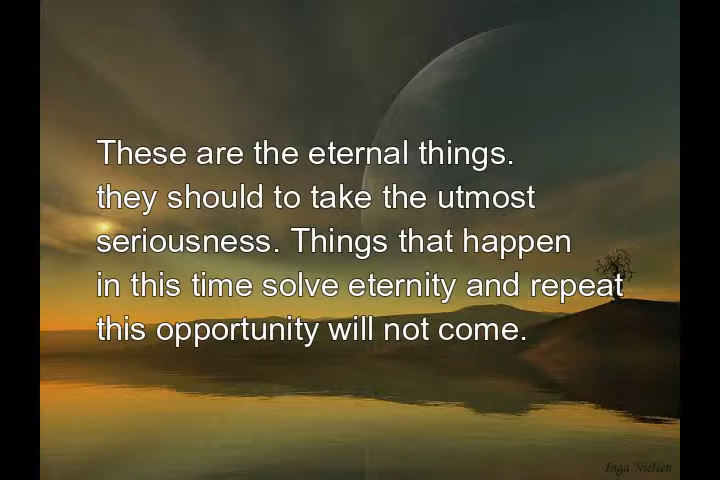 These are the eternal things.
they should to take the utmost
seriousness. Things that happen
in this time solve eternity and repeat
this opportunity will not come.
Inga Nielsen